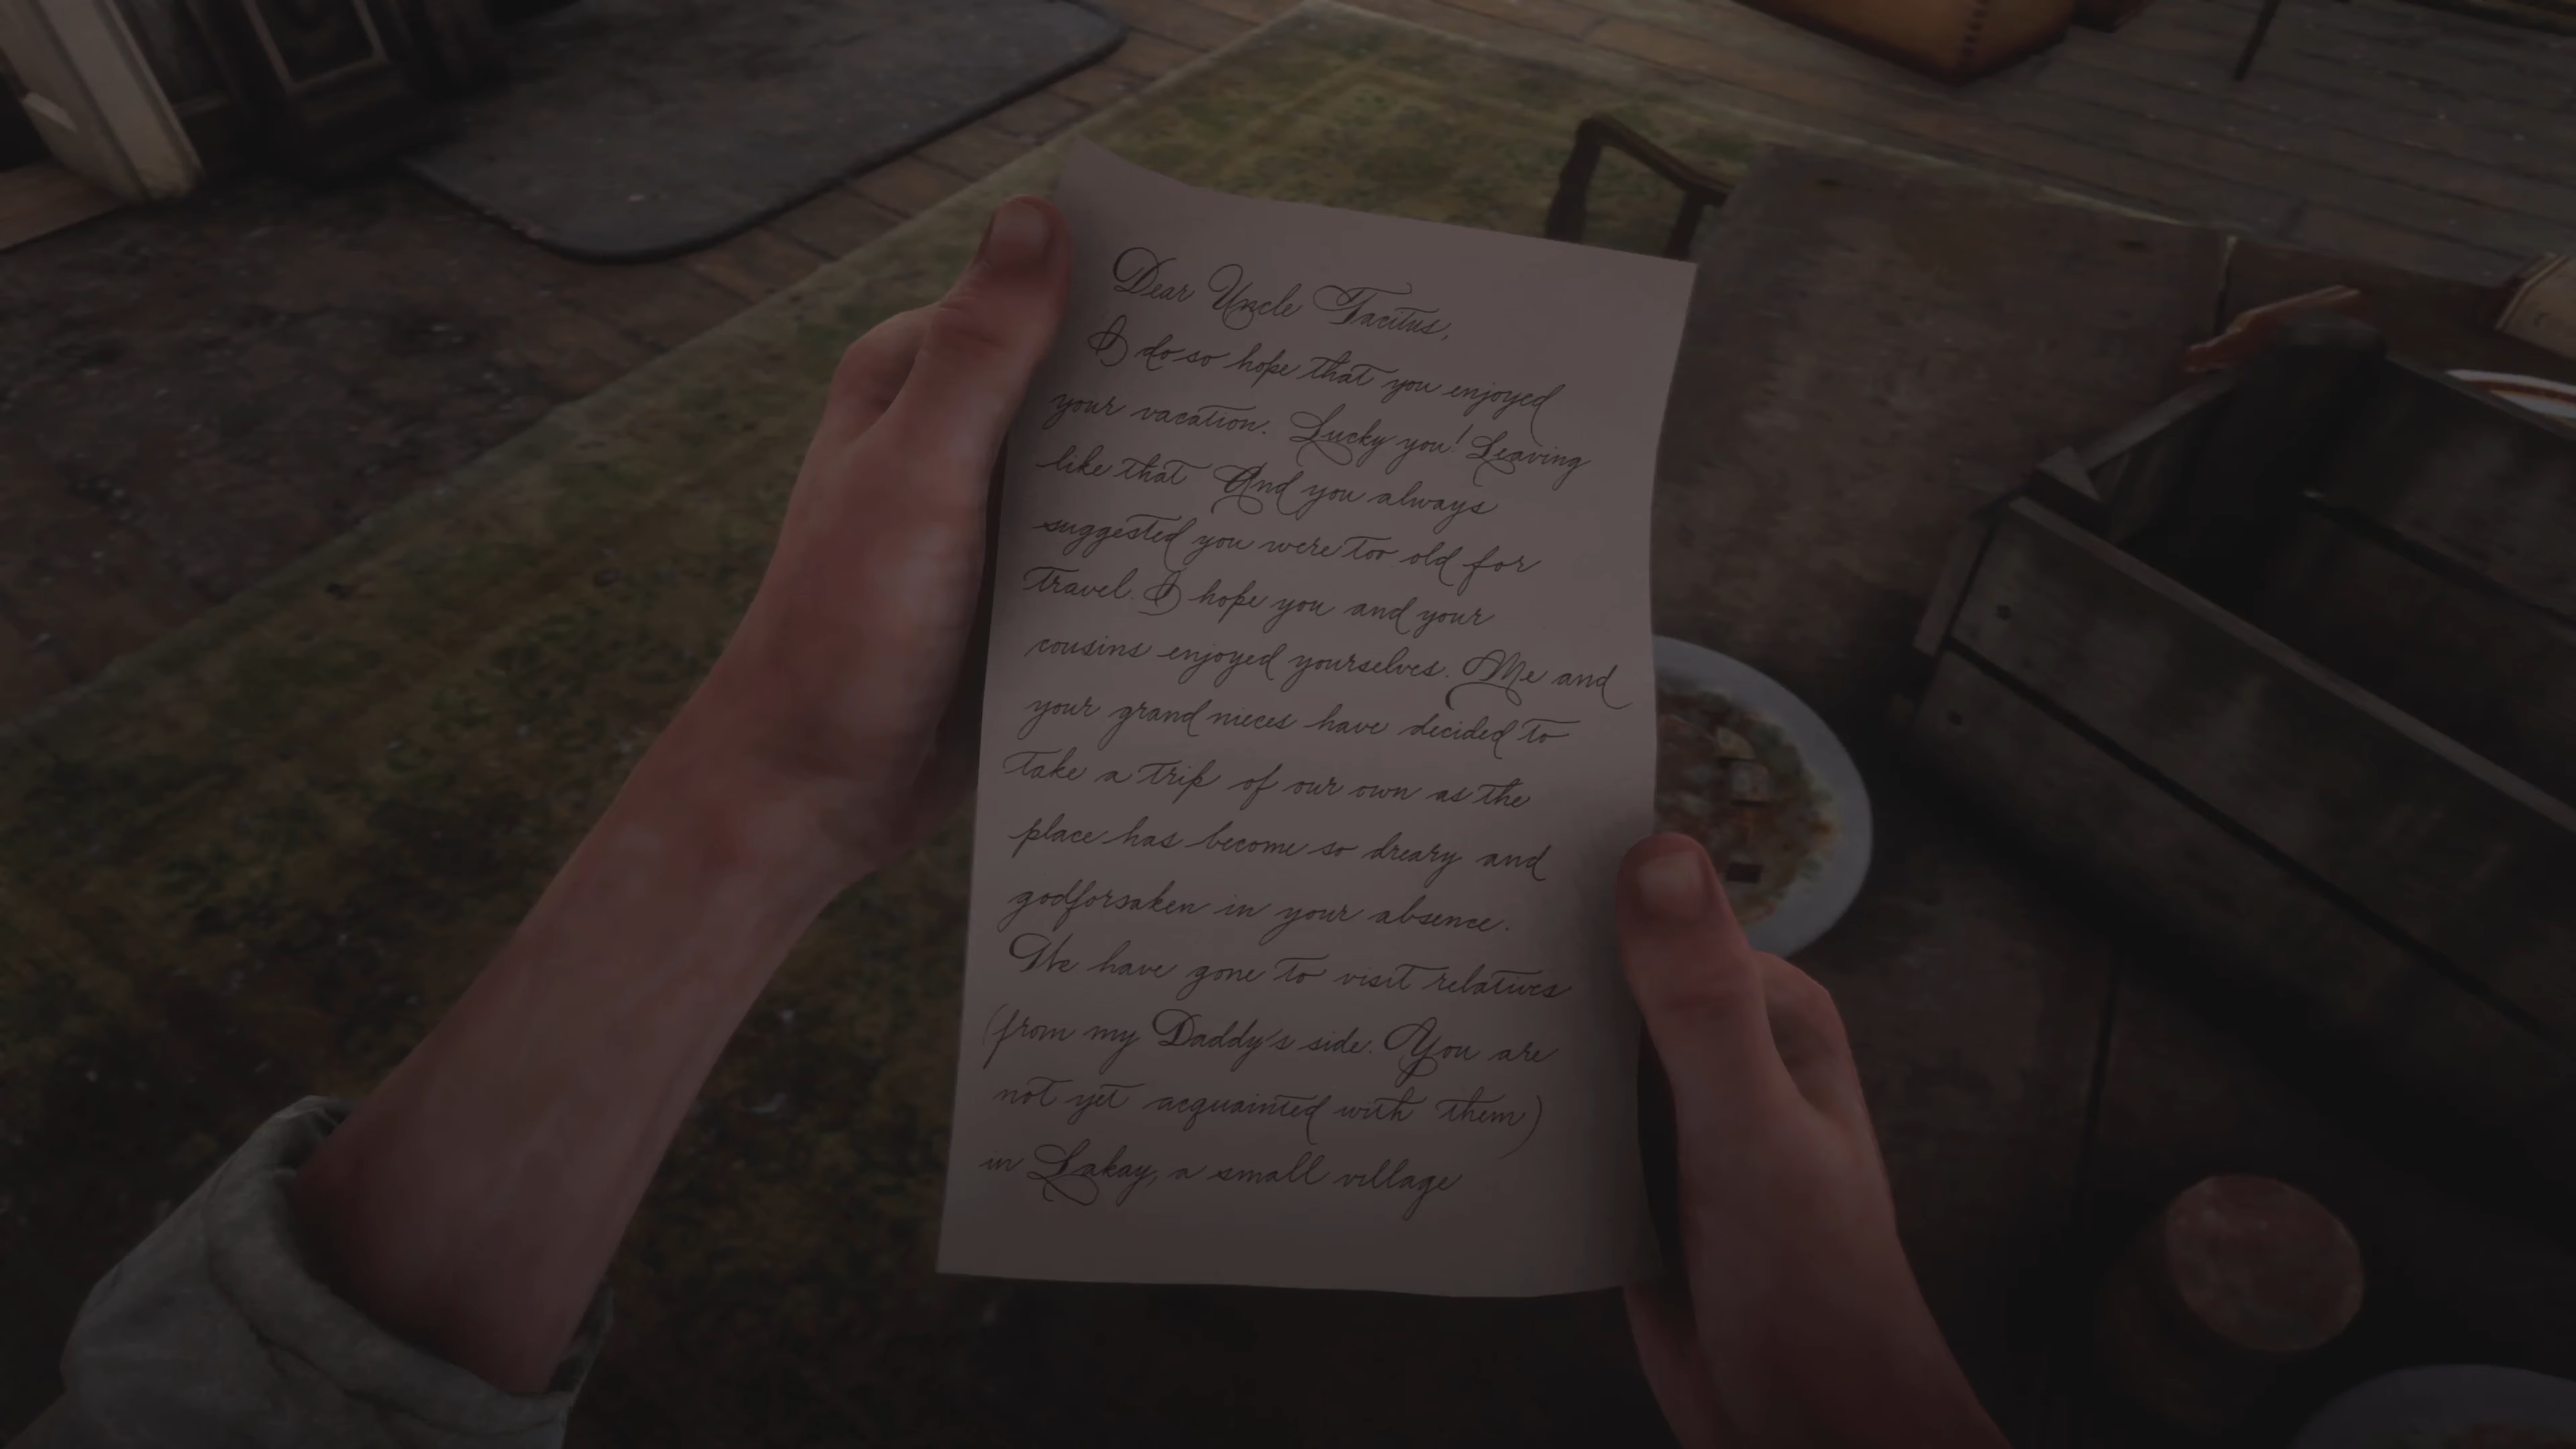 Dear Uncle Tacitus,
I do so hope that you enjoyed
your vacation. Lucky you! Leaving
like that And you always
suggested you were too old for
travel. I hope you and your
cousins enjoyed yourselves. Me and
your grand nieces have decided to
take a trip of our own as the
place has become so dreary and
godforsaken in your absence.
We have gone to visit relatives
(from my Daddy's side. You are
not yet acquainted with them)
in Lakay, a small village